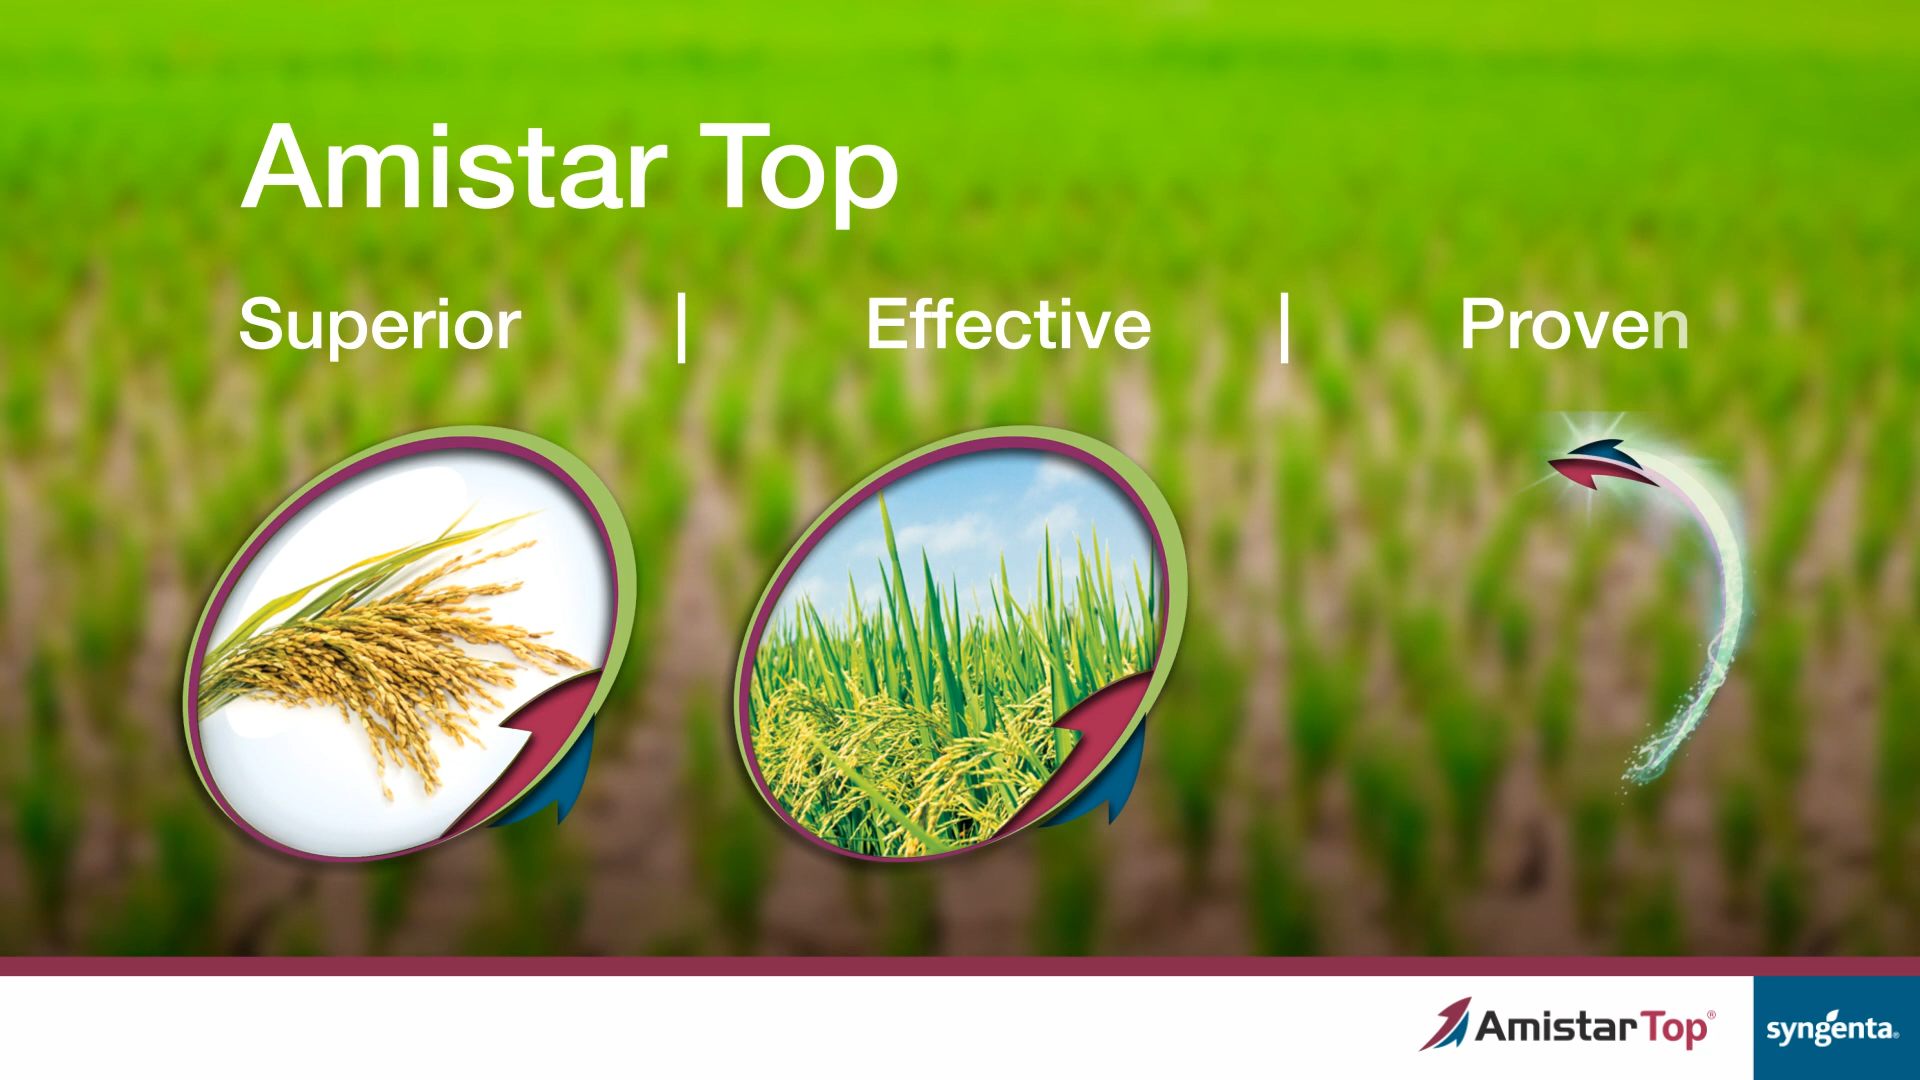 Amistar Top
Superior | Effective | Proven
Amistar Top®
syngenta®